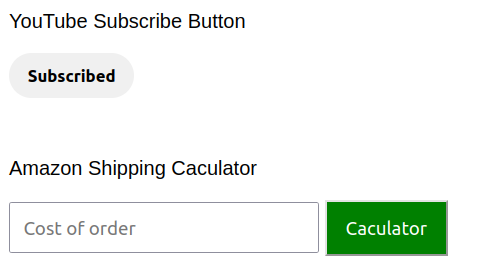 YouTube Subscribe Button
Subscribed
Amazon Shipping Caculator
Cost of order
Caculator